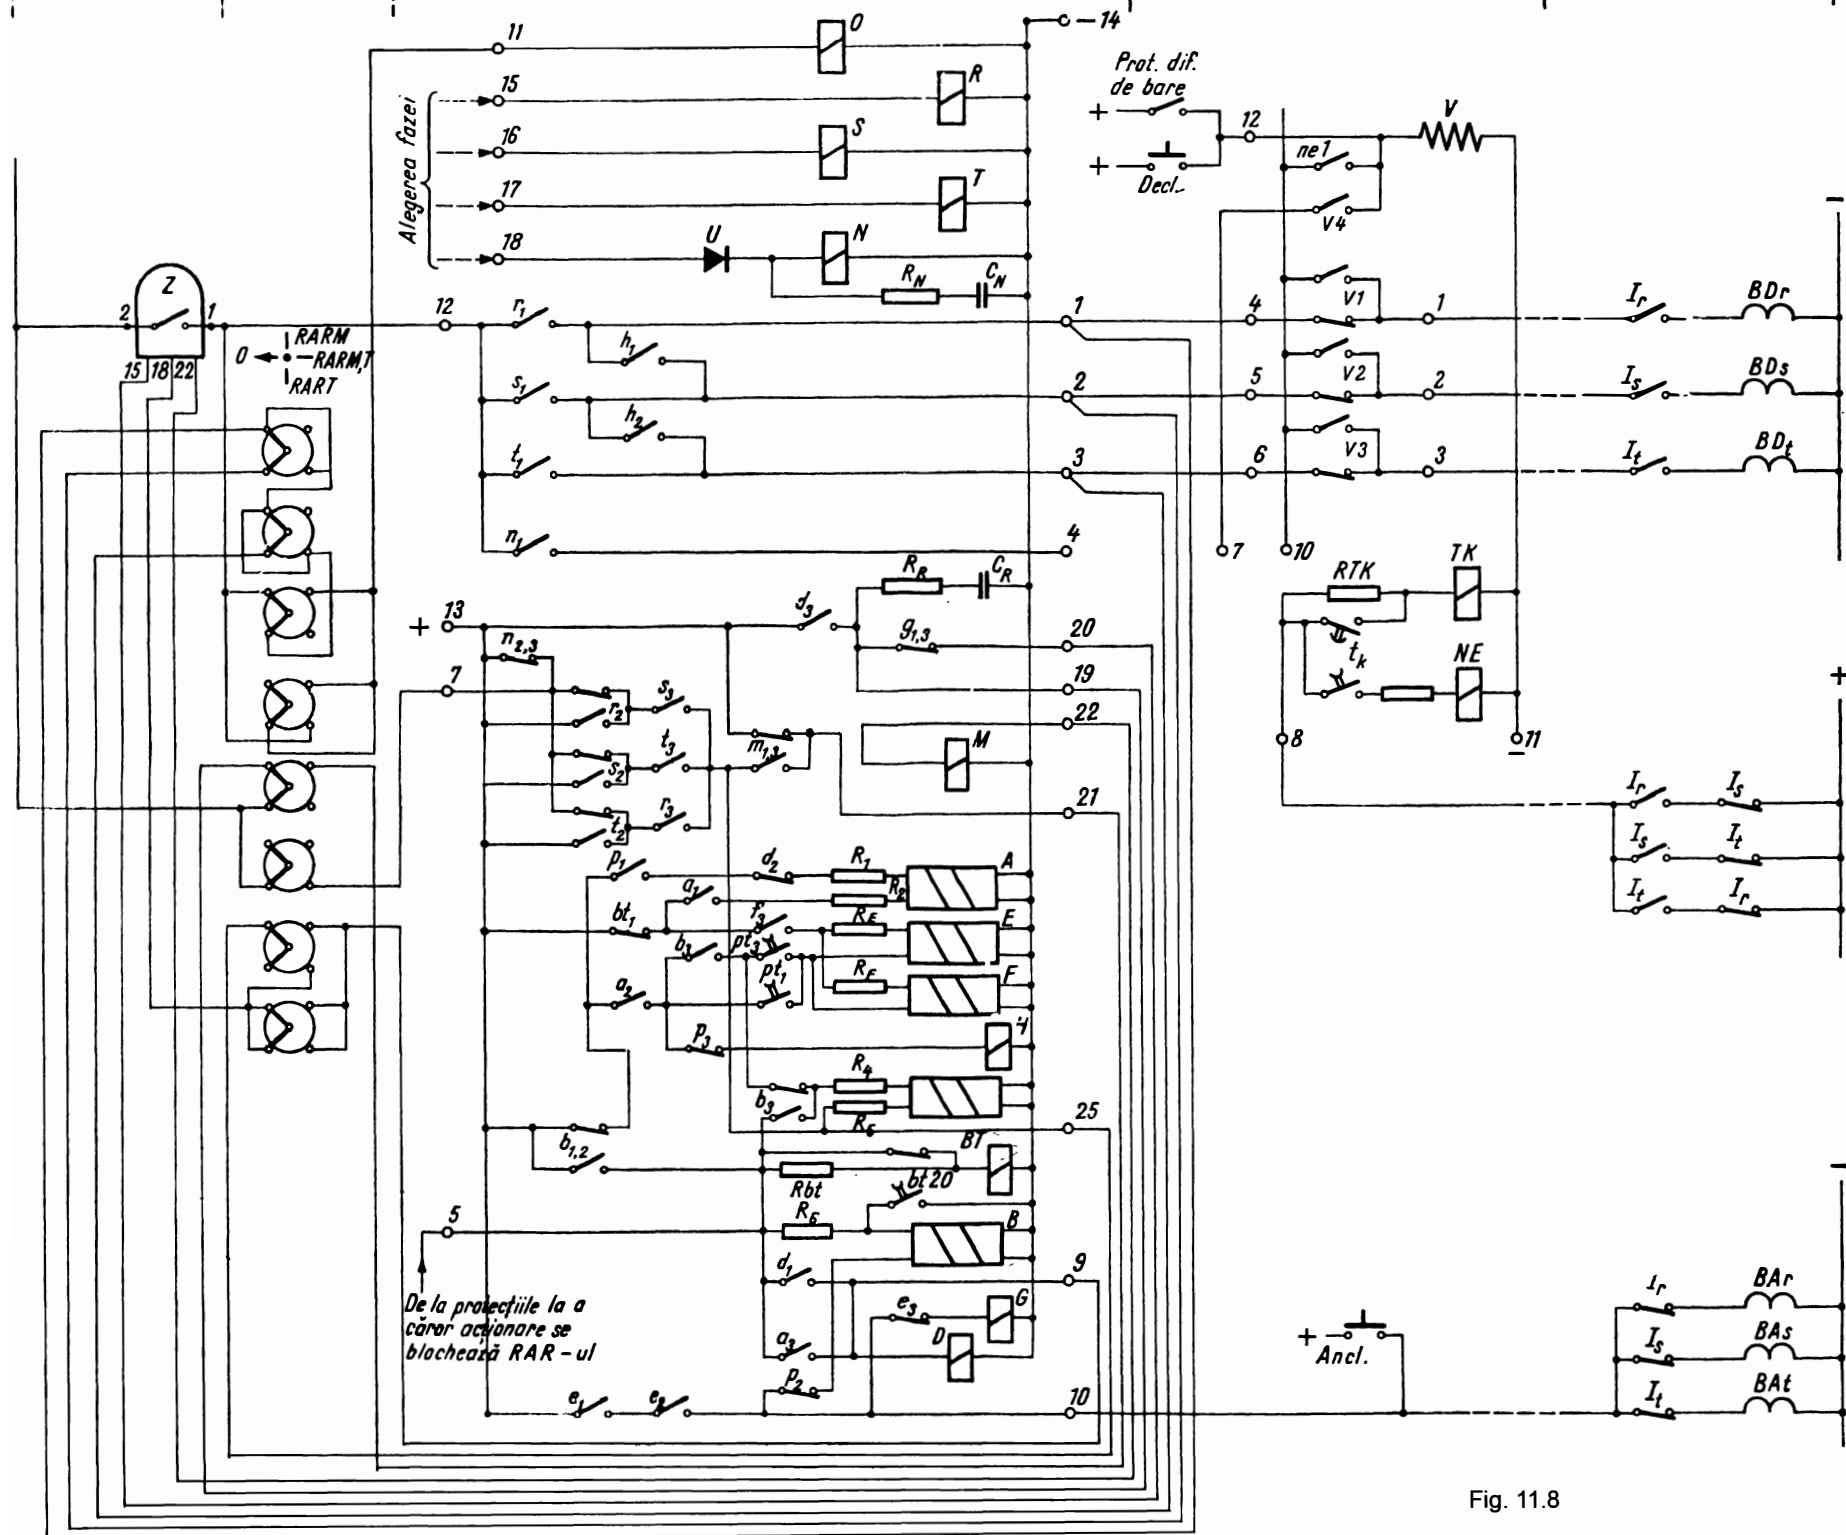 11
O
– 14
15
R
Prot. dif.
de bare
+
12
V
16
S
ne1
+
Decl.
17
T
V4
Alegerea fazei
18
U
N
–
R_N
C_N
Z
2
1
12
r₁
1
4
V1
1
I_r
BDr
RARM
0
RARM,T
RART
15
18
22
h₁
s₁
2
5
V2
2
I_s
BDs
h₂
t₁
3
6
V3
3
I_t
BD_t
n₁
4
7
10
TK
R_R
C_R
RTK
+
13
d₃
g₁,₃
20
t_k
NE
n₂,₃
7
19
+
s₃
r₂
22
8
11
–
m₁,₃
M
t₃
s₂
21
I_r
I_s
t₂
r₃
I_s
I_t
p₁
d₂
R₁
A
a₁
R₂
I_t
I_r
bt₁
f₃
R_E
E
b₃
pt₃
pt₁
R_F
F
a₂
p₃
R₄
b₃
25
b₁,₂
BT
Rbt
bt20
–
5
R₆
B
d₁
9
De la protecțiile la a
căror acționare se
blochează RAR – ul
e₃
G
I_r
BAr
a₃
D
+
Ancl.
I_s
BAs
p₂
e₁
10
I_t
BAt
Fig. 11.8